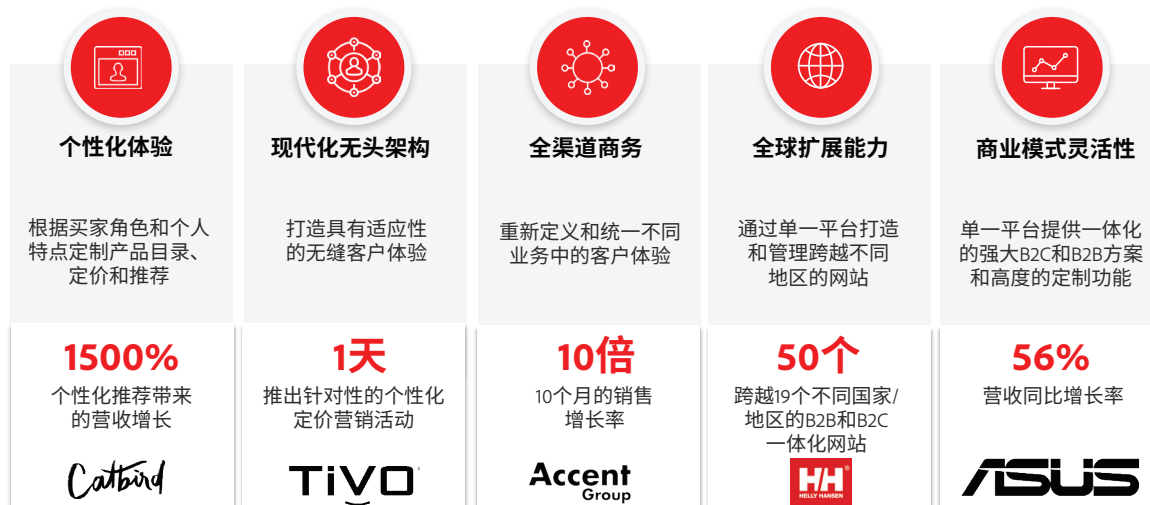 个性化体验
根据买家角色和个人
特点定制产品目录、
定价和推荐
1500%
个性化推荐带来
的营收增长
Catbird
现代化无头架构
打造具有适应性
的无缝客户体验
1天
推出针对性的个性化
定价营销活动
TiVo
全渠道商务
重新定义和统一不同
业务中的客户体验
10倍
10个月的销售
增长率
Accent
Group
全球扩展能力
通过单一平台打造
和管理跨越不同
地区的网站
50个
跨越19个不同国家/
地区的B2B和B2C
一体化网站
HH®
HELLY HANSEN
商业模式灵活性
单一平台提供一体化
的强大B2C和B2B方案
和高度的定制功能
56%
营收同比增长率
ASUS